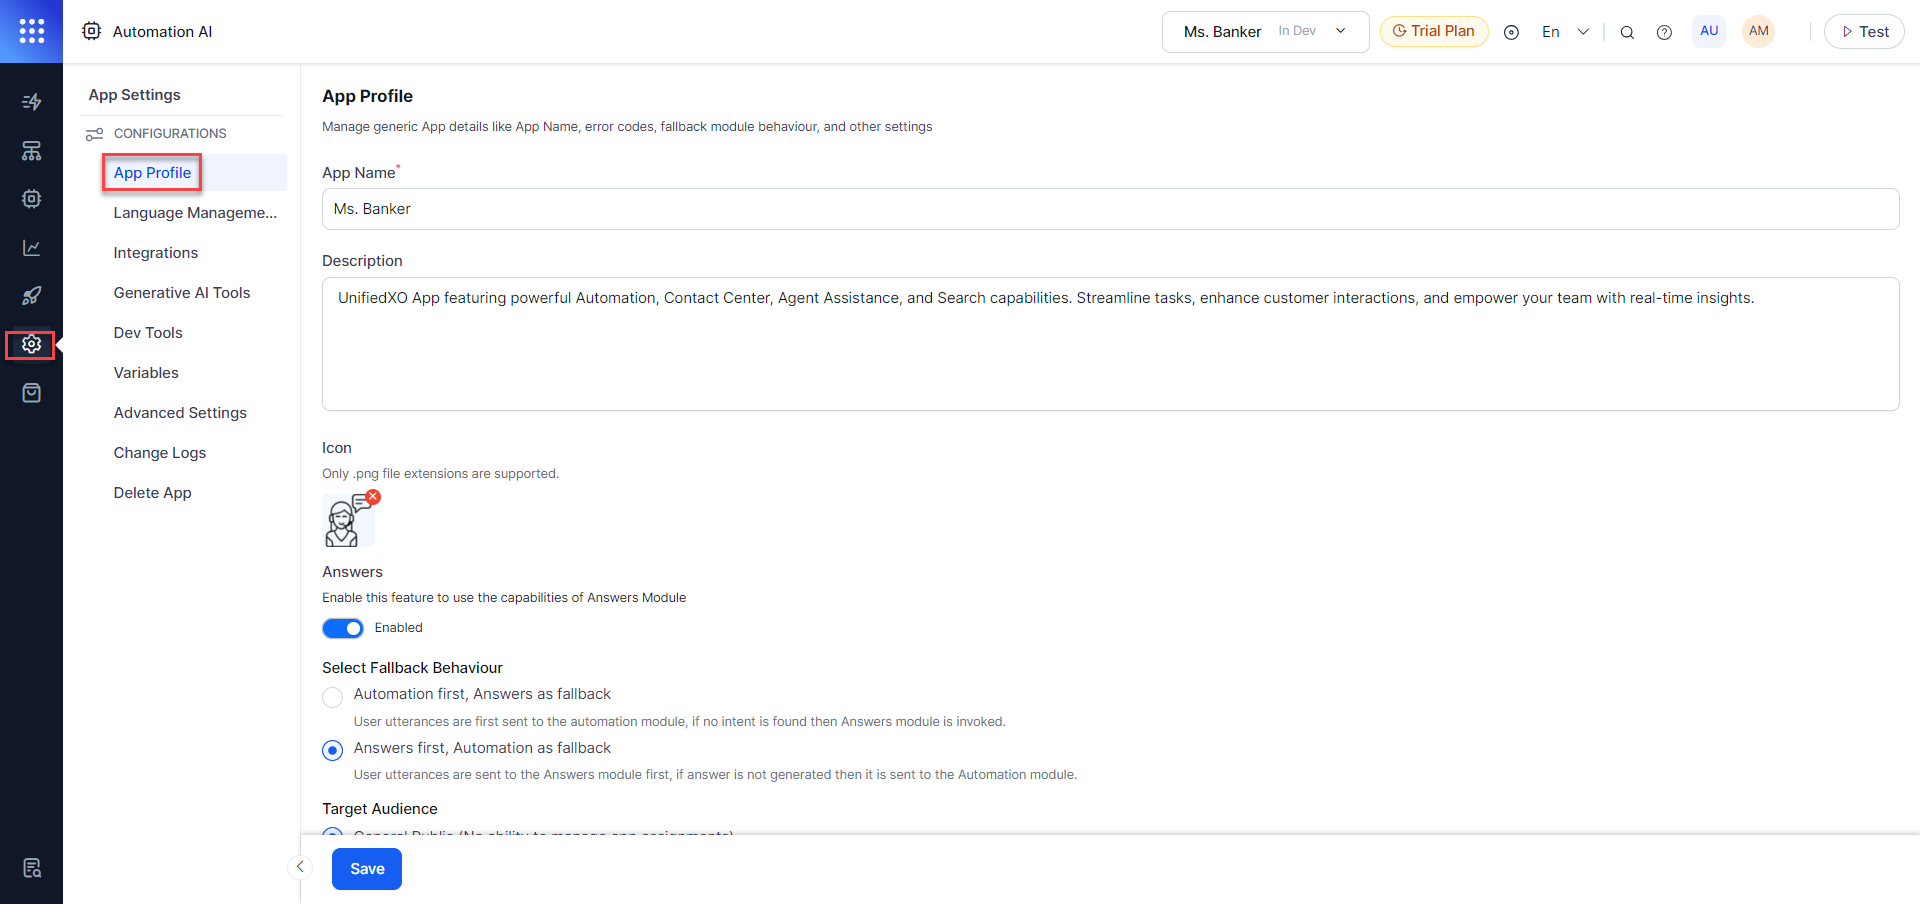 Automation AI
Ms. Banker In Dev
Trial Plan
En
AU
AM
Test
App Settings
CONFIGURATIONS
App Profile
Language Manageme...
Integrations
Generative AI Tools
Dev Tools
Variables
Advanced Settings
Change Logs
Delete App
App Profile
Manage generic App details like App Name, error codes, fallback module behaviour, and other settings
App Name*
Ms. Banker
Description
UnifiedXO App featuring powerful Automation, Contact Center, Agent Assistance, and Search capabilities. Streamline tasks, enhance customer interactions, and empower your team with real-time insights.
Icon
Only .png file extensions are supported.
Answers
Enable this feature to use the capabilities of Answers Module
Enabled
Select Fallback Behaviour
Automation first, Answers as fallback
User utterances are first sent to the automation module, if no intent is found then Answers module is invoked.
Answers first, Automation as fallback
User utterances are sent to the Answers module first, if answer is not generated then it is sent to the Automation module.
Target Audience
General Public (No ability to manage app assignments)
Save